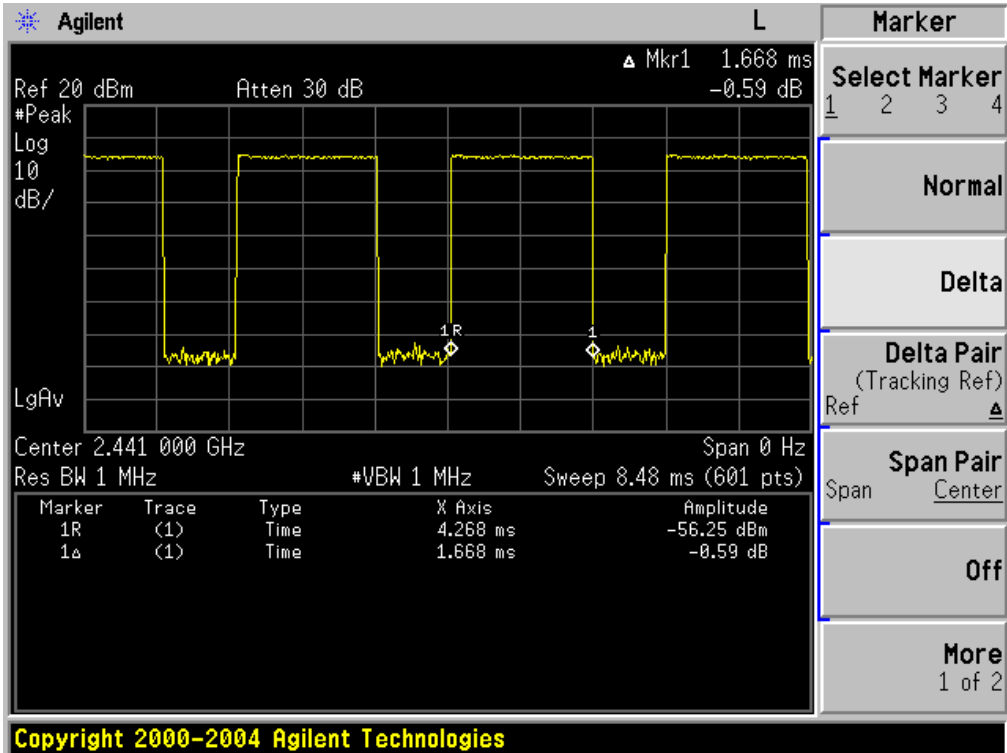 Agilent L
Δ Mkr1 1.668 ms
Ref 20 dBm Atten 30 dB -0.59 dB
#Peak
Log
10
dB/
1R 1
LgAv
Center 2.441 000 GHz Span 0 Hz
Res BW 1 MHz #VBW 1 MHz Sweep 8.48 ms (601 pts)
Marker Trace Type X Axis Amplitude
1R (1) Time 4.268 ms -56.25 dBm
1Δ (1) Time 1.668 ms -0.59 dB
Marker
Select Marker
1 2 3 4
Normal
Delta
Delta Pair
(Tracking Ref)
Ref Δ
Span Pair
Span Center
Off
More
1 of 2
Copyright 2000-2004 Agilent Technologies